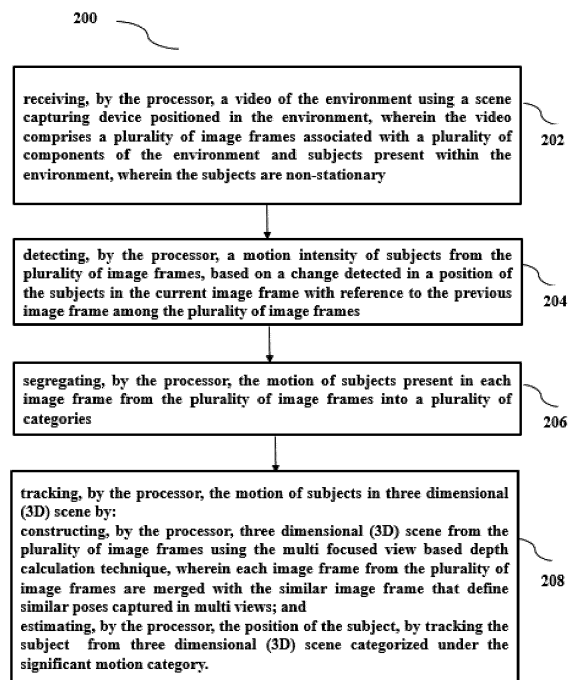 200
receiving, by the processor, a video of the environment using a scene
capturing device positioned in the environment, wherein the video
comprises a plurality of image frames associated with a plurality of
components of the environment and subjects present within the
environment, wherein the subjects are non-stationary
202
detecting, by the processor, a motion intensity of subjects from the
plurality of image frames, based on a change detected in a position of
the subjects in the current image frame with reference to the previous
image frame among the plurality of image frames
204
segregating, by the processor, the motion of subjects present in each
image frame from the plurality of image frames into a plurality of
categories
206
tracking, by the processor, the motion of subjects in three dimensional
(3D) scene by:
constructing, by the processor, three dimensional (3D) scene from the
plurality of image frames using the multi focused view based depth
calculation technique, wherein each image frame from the plurality of
image frames are merged with the similar image frame that define
similar poses captured in multi views; and
estimating, by the processor, the position of the subject, by tracking the
subject from three dimensional (3D) scene categorized under the
significant motion category.
208